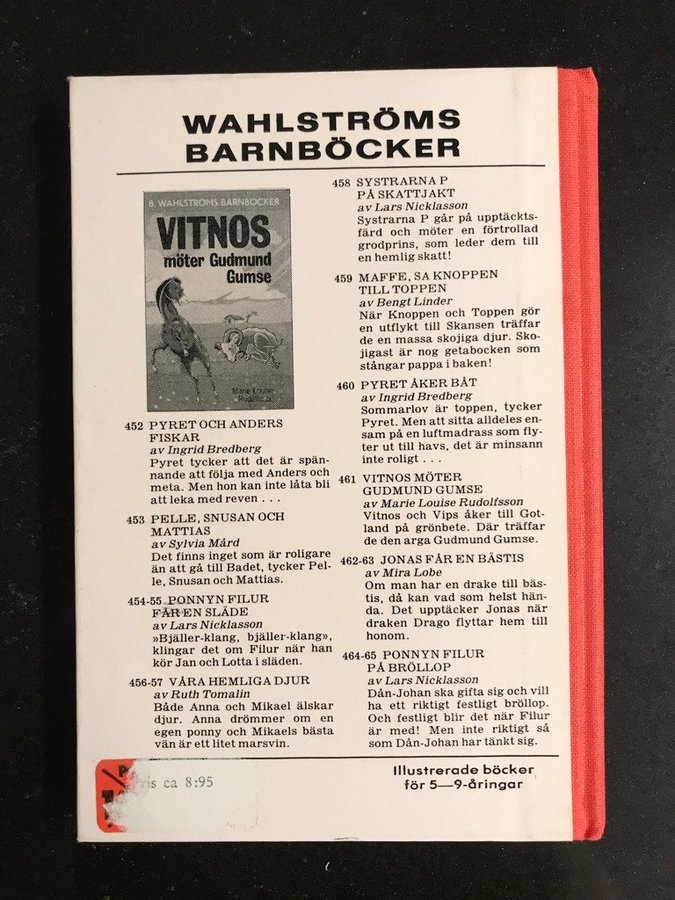 WAHLSTRÖMS
BARNBÖCKER
B. WAHLSTRÖMS BARNBÖCKER
VITNOS
möter Gudmund
Gumse
Marie Louise
Rudolfsson
452 PYRET OCH ANDERS
FISKAR
av Ingrid Bredberg
Pyret tycker att det är spän-
nande att följa med Anders och
meta. Men hon kan inte låta bli
att leka med reven . . .
453 PELLE, SNUSAN OCH
MATTIAS
av Sylvia Mård
Det finns inget som är roligare
än att gå till Badet, tycker Pel-
le, Snusan och Mattias.
454-55 PONNYN FILUR
FÅR EN SLÄDE
av Lars Nicklasson
»Bjäller-klang, bjäller-klang»,
klingar det om Filur när han
kör Jan och Lotta i släden.
456-57 VÅRA HEMLIGA DJUR
av Ruth Tomalin
Både Anna och Mikael älskar
djur. Anna drömmer om en
egen ponny och Mikaels bästa
vän är ett litet marsvin.
458 SYSTRARNA P
PÅ SKATTJAKT
av Lars Nicklasson
Systrarna P går på upptäckts-
färd och möter en förtrollad
grodprins, som leder dem till
en hemlig skatt!
459 MAFFE, SA KNOPPEN
TILL TOPPEN
av Bengt Linder
När Knoppen och Toppen gör
en utflykt till Skansen träffar
de en massa skojiga djur. Sko-
jigast är nog getabocken som
stångar pappa i baken!
460 PYRET ÅKER BÅT
av Ingrid Bredberg
Sommarlov är toppen, tycker
Pyret. Men att sitta alldeles en-
sam på en luftmadrass som fly-
ter ut till havs, det är minsann
inte roligt . . .
461 VITNOS MÖTER
GUDMUND GUMSE
av Marie Louise Rudolfsson
Vitnos och Vips åker till Got-
land på grönbete. Där träffar
de den arga Gudmund Gumse.
462-63 JONAS FÅR EN BÄSTIS
av Mira Lobe
Om man har en drake till bäs-
tis, då kan vad som helst hän-
da. Det upptäcker Jonas när
draken Drago flyttar hem till
honom.
464-65 PONNYN FILUR
PÅ BRÖLLOP
av Lars Nicklasson
Dån-Johan ska gifta sig och vill
ha ett riktigt festligt bröllop.
Och festligt blir det när Filur
är med! Men inte riktigt så
som Dån-Johan har tänkt sig.
Pris ca 8:95
Illustrerade böcker
för 5—9-åringar